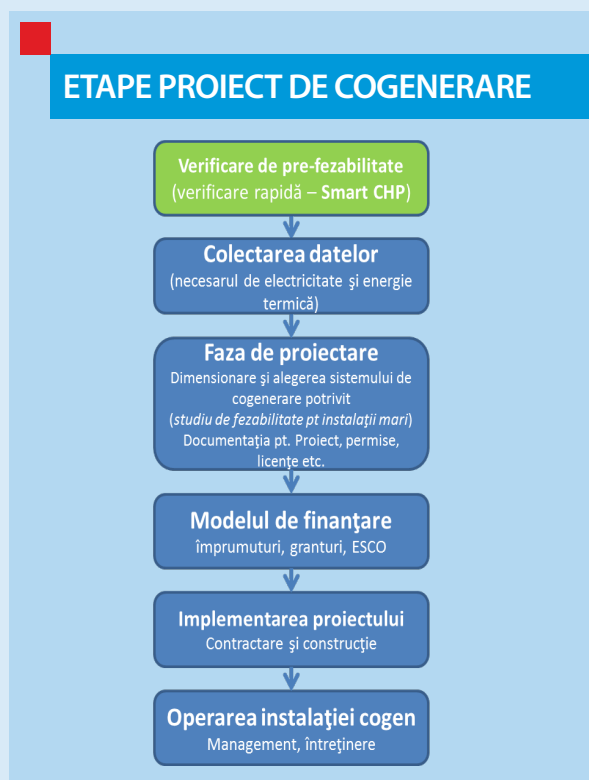 ETAPE PROIECT DE COGENERARE
Verificare de pre-fezabilitate
(verificare rapidă – Smart CHP)
Colectarea datelor
(necesarul de electricitate şi energie
termică)
Faza de proiectare
Dimensionare şi alegerea sistemului de
cogenerare potrivit
(studiu de fezabilitate pt instalaţii mari)
Documentaţia pt. Proiect, permise,
licenţe etc.
Modelul de finanţare
împrumuturi, granturi, ESCO
Implementarea proiectului
Contractare şi construcţie
Operarea instalaţiei cogen
Management, întreţinere